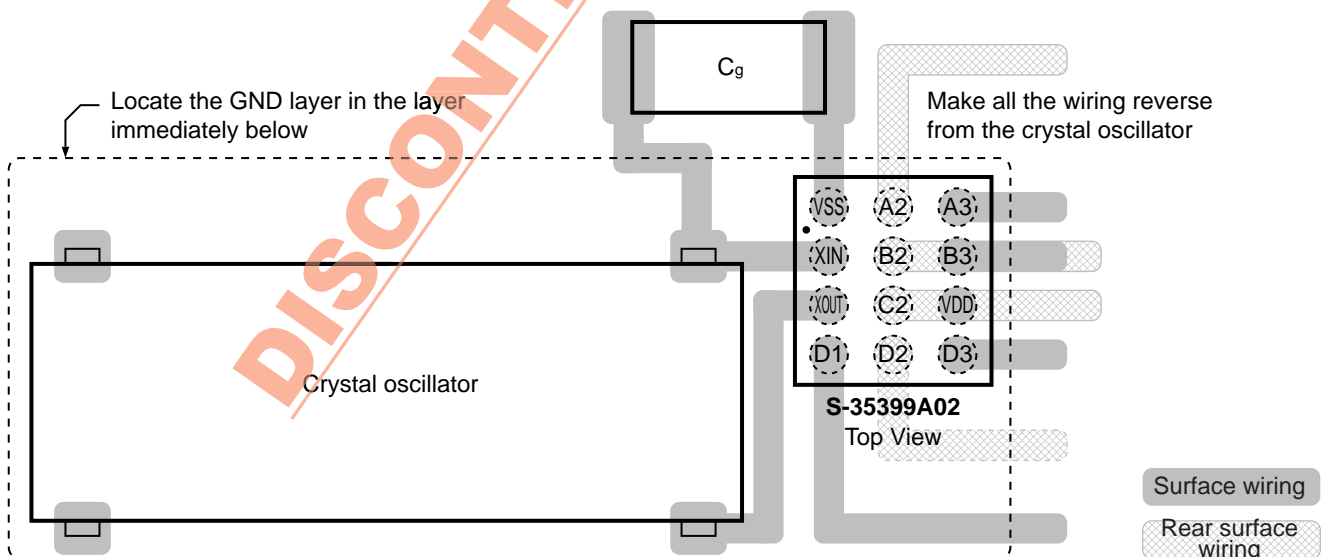 Cg
Locate the GND layer in the layer
immediately below
Make all the wiring reverse
from the crystal oscillator
VSS A2 A3
XIN B2 B3
XOUT C2 VDD
D1 D2 D3
Crystal oscillator
S-35399A02
Top View
Surface wiring
Rear surface
wiring